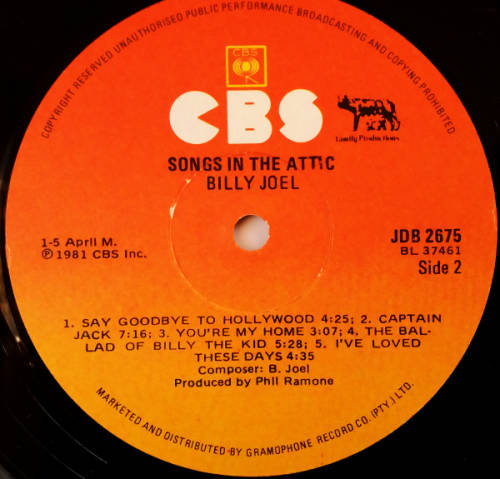 COPYRIGHT RESERVED UNAUTHORISED PUBLIC PERFORMANCE BROADCASTING AND COPYING PROHIBITED
CBS
CBS
Family Productions
SONGS IN THE ATTIC
BILLY JOEL
1-5 April M.
℗ 1981 CBS Inc.
JDB 2675
BL 37461
Side 2
1. SAY GOODBYE TO HOLLYWOOD 4:25; 2. CAPTAIN
JACK 7:16; 3. YOU'RE MY HOME 3:07; 4. THE BAL-
LAD OF BILLY THE KID 5:28; 5. I'VE LOVED
THESE DAYS 4:35
Composer: B. Joel
Produced by Phil Ramone
MARKETED AND DISTRIBUTED BY GRAMOPHONE RECORD CO. (PTY.) LTD.